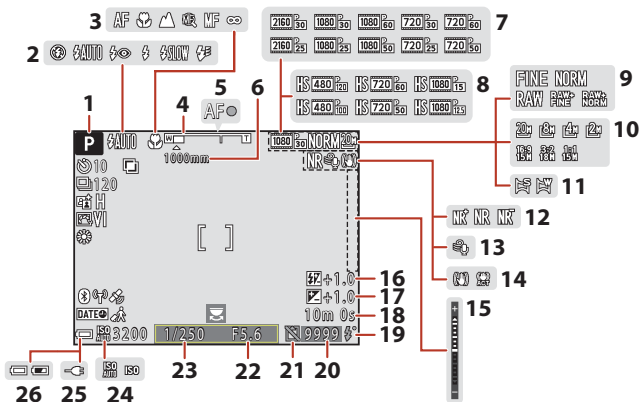 3 AF MF ∞
2160 30 1080 30 1080 60 720 30 720 60 7
2160 25 1080 25 1080 50 720 25 720 50
2 AUTO SLOW
HS 480 120 HS 720 60 HS 1080 15 8
HS 480 100 HS 720 50 HS 1080 12.5
FINE NORM 9
RAW RAW+ FINE RAW+ NORM
1 4 5 6
AF
P AUTO W T 1080 30 NORM 20M
20M 8M 4M 2M 10
16:9 15M 3:2 18M 1:1 15M
10 1000mm NR
120
S W 11
H
VI
NR+ NR NR- 12
13
14
15
+1.0 16
+1.0 17
DATE 10m 0s 18
ISO AUTO 3200 1/250 F5.6 9999 19
26 25 24 23 22 21 20
ISO AUTO ISO